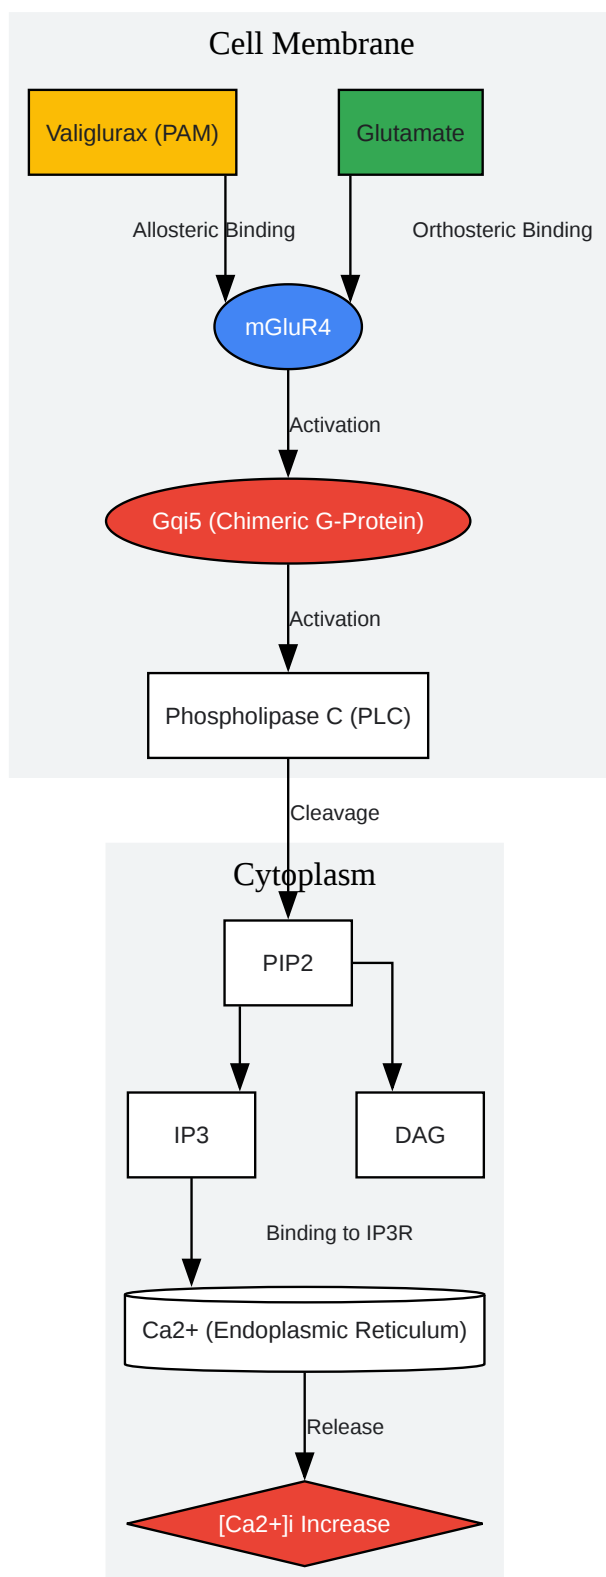 Cell Membrane
Valiglurax (PAM)
Glutamate
Allosteric Binding
Orthosteric Binding
mGluR4
Activation
Gqi5 (Chimeric G-Protein)
Activation
Phospholipase C (PLC)
Cleavage
Cytoplasm
PIP2
IP3
DAG
Binding to IP3R
Ca2+ (Endoplasmic Reticulum)
Release
[Ca2+]i Increase